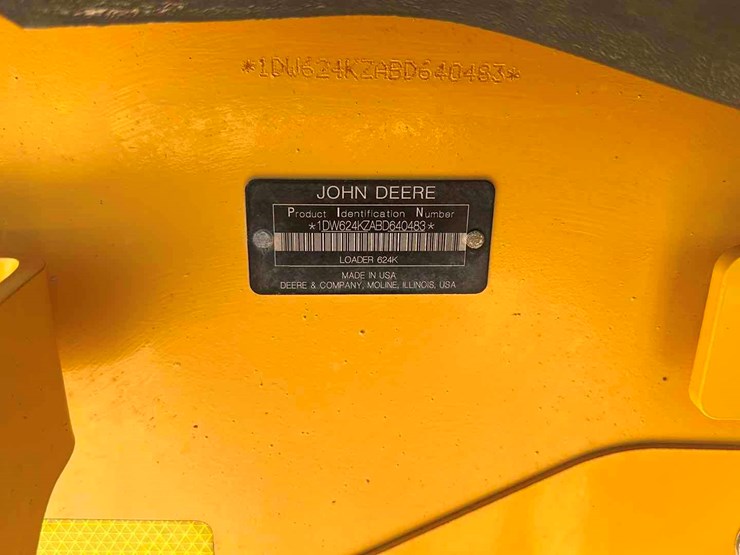 *1DW624KZABD640483*
JOHN DEERE
Product Identification Number
*1DW624KZABD640483*
LOADER 624K
MADE IN USA
DEERE & COMPANY, MOLINE, ILLINOIS, USA